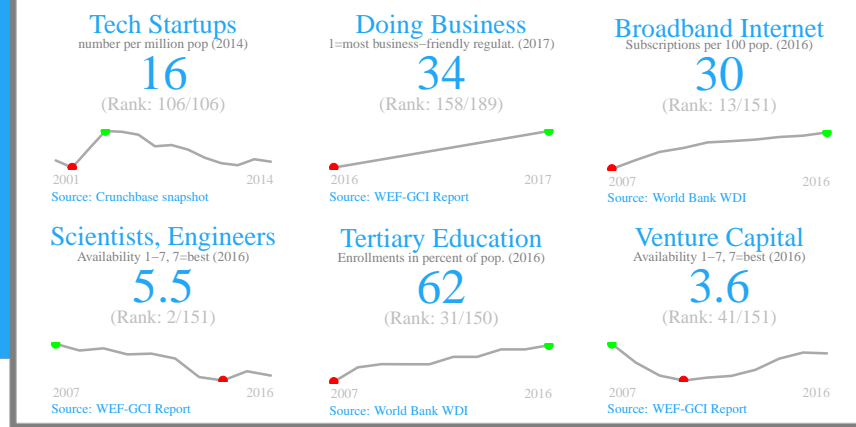 Tech Startups
number per million pop (2014)
16
(Rank: 106/106)
2001
2014
Source: Crunchbase snapshot
Doing Business
1=most business−friendly regulat. (2017)
34
(Rank: 158/189)
2016
2017
Source: WEF-GCI Report
Broadband Internet
Subscriptions per 100 pop. (2016)
30
(Rank: 13/151)
2007
2016
Source: World Bank WDI
Scientists, Engineers
Availability 1−7, 7=best (2016)
5.5
(Rank: 2/151)
2007
2016
Source: WEF-GCI Report
Tertiary Education
Enrollments in percent of pop. (2016)
62
(Rank: 31/150)
2007
2016
Source: World Bank WDI
Venture Capital
Availability 1−7, 7=best (2016)
3.6
(Rank: 41/151)
2007
2016
Source: WEF-GCI Report